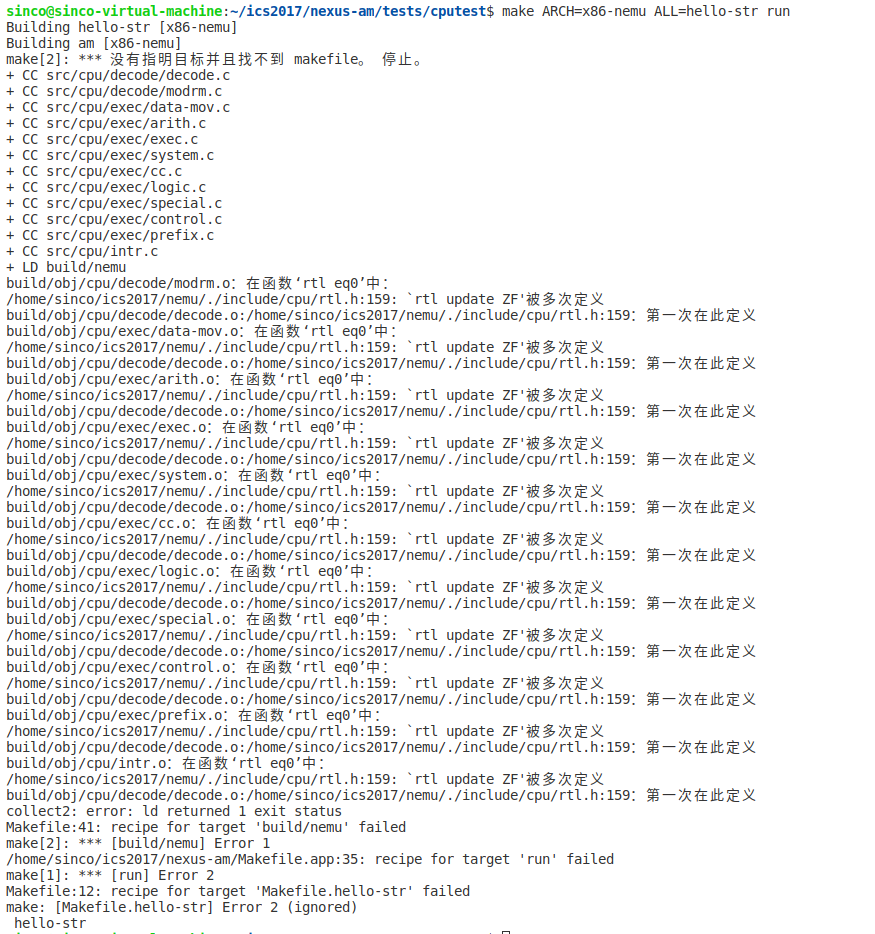 sinco@sinco-virtual-machine:~/ics2017/nexus-am/tests/cputest$ make ARCH=x86-nemu ALL=hello-str run
Building hello-str [x86-nemu]
Building am [x86-nemu]
make[2]: *** 没有指明目标并且找不到 makefile。 停止。
+ CC src/cpu/decode/decode.c
+ CC src/cpu/decode/modrm.c
+ CC src/cpu/exec/data-mov.c
+ CC src/cpu/exec/arith.c
+ CC src/cpu/exec/exec.c
+ CC src/cpu/exec/system.c
+ CC src/cpu/exec/cc.c
+ CC src/cpu/exec/logic.c
+ CC src/cpu/exec/special.c
+ CC src/cpu/exec/control.c
+ CC src/cpu/exec/prefix.c
+ CC src/cpu/intr.c
+ LD build/nemu
build/obj/cpu/decode/modrm.o：在函数‘rtl eq0’中：
/home/sinco/ics2017/nemu/./include/cpu/rtl.h:159: `rtl update ZF'被多次定义
build/obj/cpu/decode/decode.o:/home/sinco/ics2017/nemu/./include/cpu/rtl.h:159：第一次在此定义
build/obj/cpu/exec/data-mov.o：在函数‘rtl eq0’中：
/home/sinco/ics2017/nemu/./include/cpu/rtl.h:159: `rtl update ZF'被多次定义
build/obj/cpu/decode/decode.o:/home/sinco/ics2017/nemu/./include/cpu/rtl.h:159：第一次在此定义
build/obj/cpu/exec/arith.o：在函数‘rtl eq0’中：
/home/sinco/ics2017/nemu/./include/cpu/rtl.h:159: `rtl update ZF'被多次定义
build/obj/cpu/decode/decode.o:/home/sinco/ics2017/nemu/./include/cpu/rtl.h:159：第一次在此定义
build/obj/cpu/exec/exec.o：在函数‘rtl eq0’中：
/home/sinco/ics2017/nemu/./include/cpu/rtl.h:159: `rtl update ZF'被多次定义
build/obj/cpu/decode/decode.o:/home/sinco/ics2017/nemu/./include/cpu/rtl.h:159：第一次在此定义
build/obj/cpu/exec/system.o：在函数‘rtl eq0’中：
/home/sinco/ics2017/nemu/./include/cpu/rtl.h:159: `rtl update ZF'被多次定义
build/obj/cpu/decode/decode.o:/home/sinco/ics2017/nemu/./include/cpu/rtl.h:159：第一次在此定义
build/obj/cpu/exec/cc.o：在函数‘rtl eq0’中：
/home/sinco/ics2017/nemu/./include/cpu/rtl.h:159: `rtl update ZF'被多次定义
build/obj/cpu/decode/decode.o:/home/sinco/ics2017/nemu/./include/cpu/rtl.h:159：第一次在此定义
build/obj/cpu/exec/logic.o：在函数‘rtl eq0’中：
/home/sinco/ics2017/nemu/./include/cpu/rtl.h:159: `rtl update ZF'被多次定义
build/obj/cpu/decode/decode.o:/home/sinco/ics2017/nemu/./include/cpu/rtl.h:159：第一次在此定义
build/obj/cpu/exec/special.o：在函数‘rtl eq0’中：
/home/sinco/ics2017/nemu/./include/cpu/rtl.h:159: `rtl update ZF'被多次定义
build/obj/cpu/decode/decode.o:/home/sinco/ics2017/nemu/./include/cpu/rtl.h:159：第一次在此定义
build/obj/cpu/exec/control.o：在函数‘rtl eq0’中：
/home/sinco/ics2017/nemu/./include/cpu/rtl.h:159: `rtl update ZF'被多次定义
build/obj/cpu/decode/decode.o:/home/sinco/ics2017/nemu/./include/cpu/rtl.h:159：第一次在此定义
build/obj/cpu/exec/prefix.o：在函数‘rtl eq0’中：
/home/sinco/ics2017/nemu/./include/cpu/rtl.h:159: `rtl update ZF'被多次定义
build/obj/cpu/decode/decode.o:/home/sinco/ics2017/nemu/./include/cpu/rtl.h:159：第一次在此定义
build/obj/cpu/intr.o：在函数‘rtl eq0’中：
/home/sinco/ics2017/nemu/./include/cpu/rtl.h:159: `rtl update ZF'被多次定义
build/obj/cpu/decode/decode.o:/home/sinco/ics2017/nemu/./include/cpu/rtl.h:159：第一次在此定义
collect2: error: ld returned 1 exit status
Makefile:41: recipe for target 'build/nemu' failed
make[2]: *** [build/nemu] Error 1
/home/sinco/ics2017/nexus-am/Makefile.app:35: recipe for target 'run' failed
make[1]: *** [run] Error 2
Makefile:12: recipe for target 'Makefile.hello-str' failed
make: [Makefile.hello-str] Error 2 (ignored)
hello-str